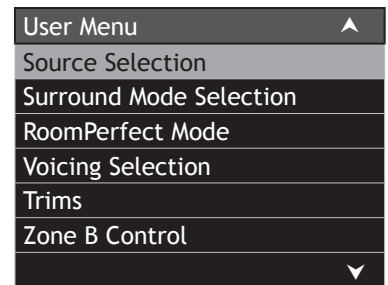 User Menu
Source Selection
Surround Mode Selection
RoomPerfect Mode
Voicing Selection
Trims
Zone B Control